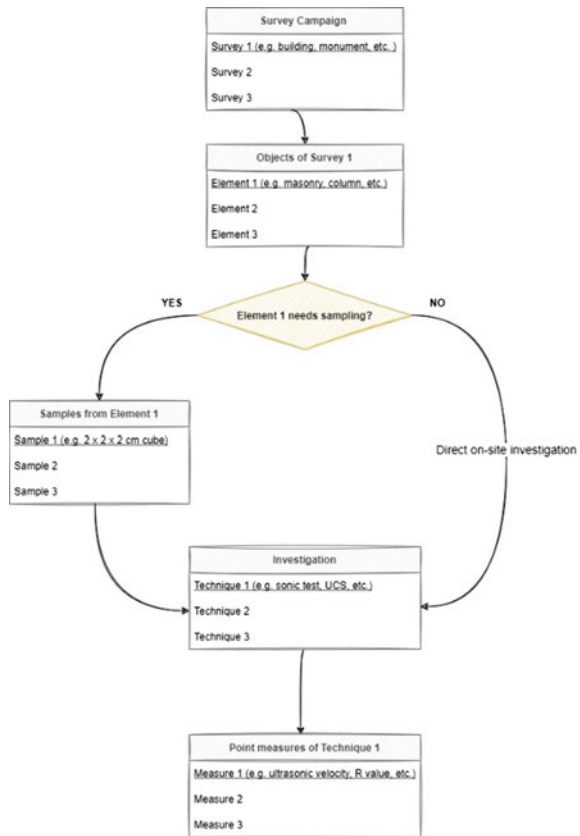 Survey Campaign
Survey 1 (e.g. building, monument, etc.)
Survey 2
Survey 3
Objects of Survey 1
Element 1 (e.g. masonry, column, etc.)
Element 2
Element 3
YES
NO
Element 1 needs sampling?
Samples from Element 1
Sample 1 (e.g. 2 x 2 x 2 cm cube)
Sample 2
Sample 3
Direct on-site investigation
Investigation
Technique 1 (e.g. sonic test, UCS, etc.)
Technique 2
Technique 3
Point measures of Technique 1
Measure 1 (e.g. ultrasonic velocity, R value, etc.)
Measure 2
Measure 3